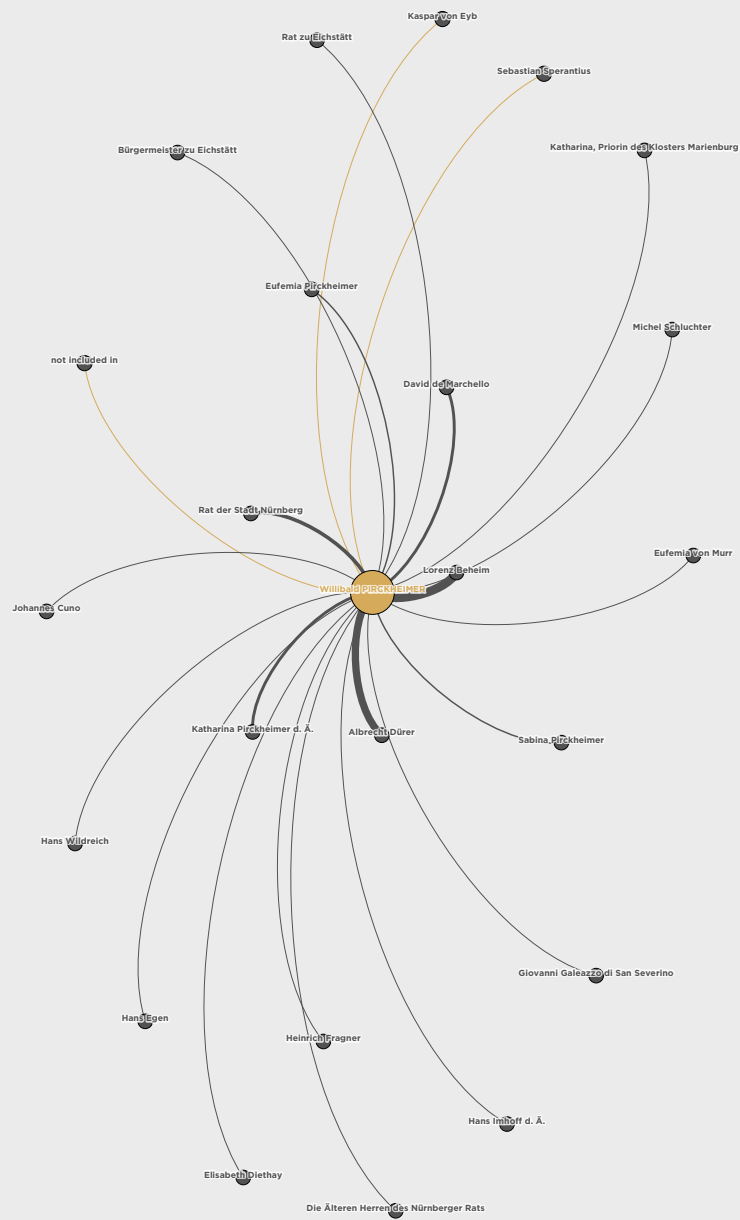 Kaspar von Eyb
Rat zu Eichstätt
Sebastian Sperantius
Katharina, Priorin des Klosters Marienburg
Bürgermeister zu Eichstätt
Eufemia Pirckheimer
Michel Schluchter
not included in
David de Marchello
Rat der Stadt Nürnberg
Eufemia von Murr
Lorenz Beheim
Willibald PIRCKHEIMER
Johannes Cuno
Katharina Pirckheimer d. Ä.
Albrecht Dürer
Sabina Pirckheimer
Hans Wildreich
Giovanni Galeazzo di San Severino
Hans Egen
Heinrich Fragner
Hans Imhoff d. Ä.
Elisabeth Diethay
Die Älteren Herren des Nürnberger Rats